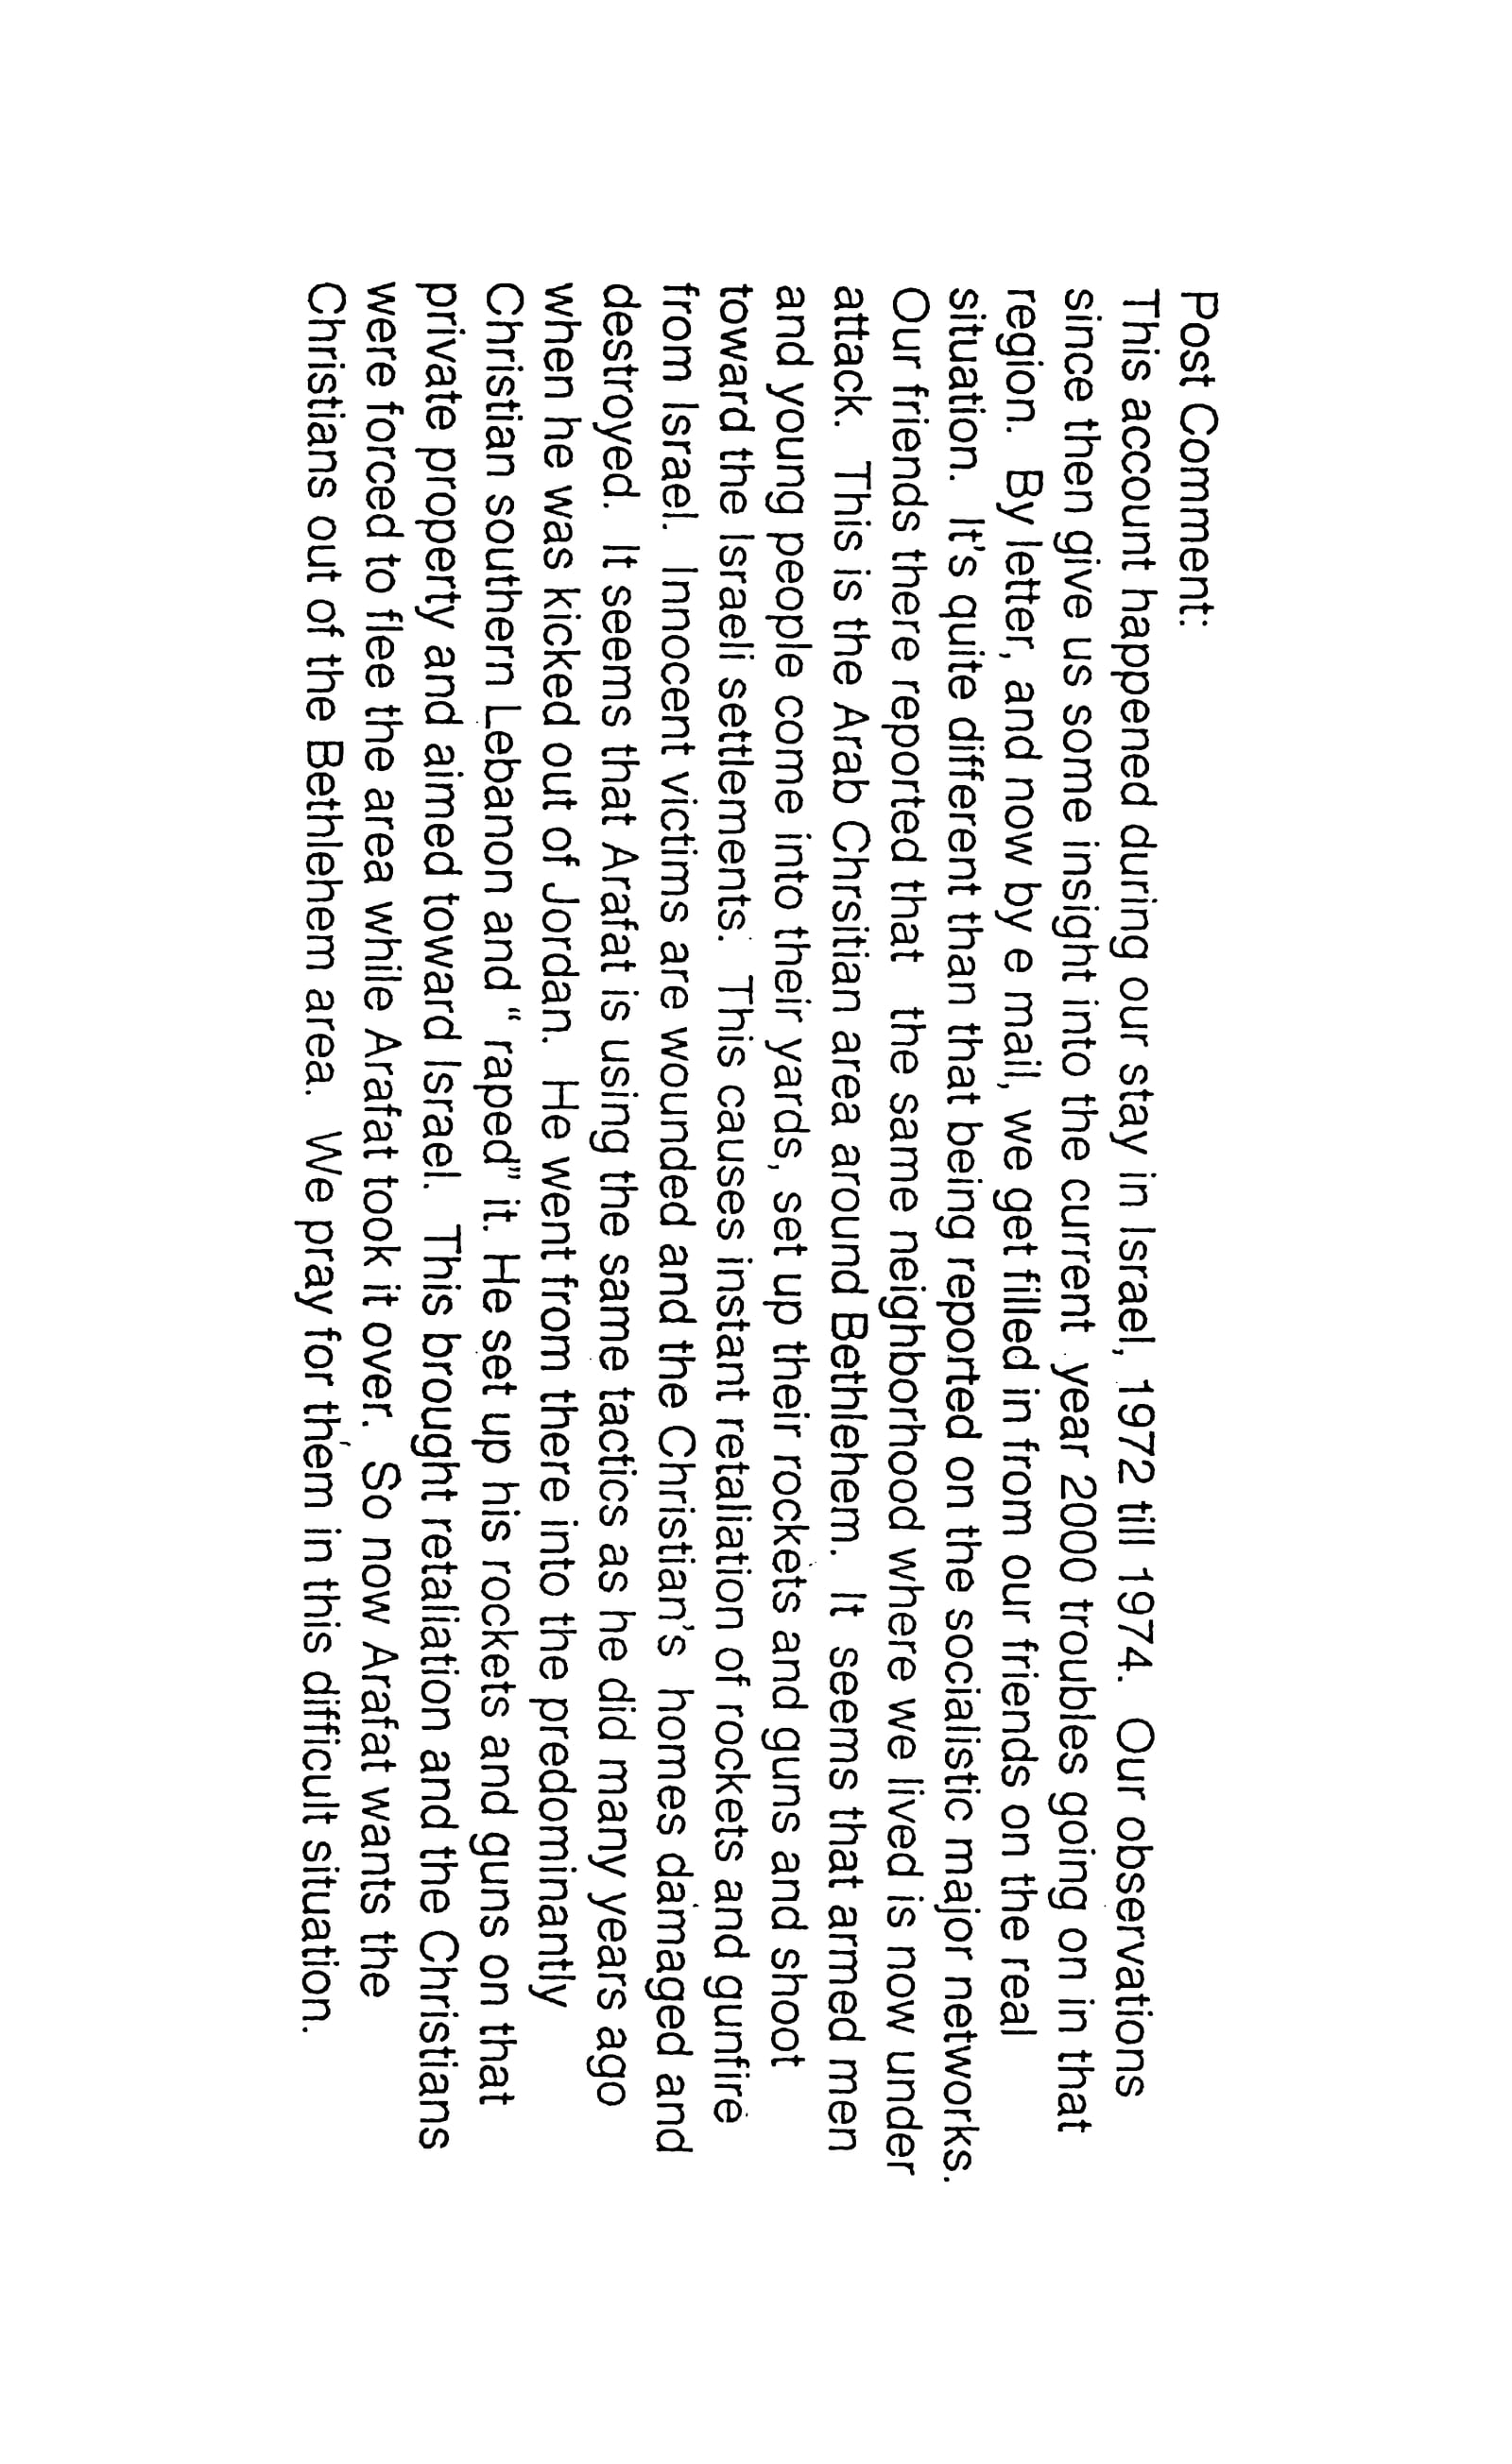 Post Comment:
This account happened during our stay in Israel, 1972 till 1974. Our observations
since then give us some insight into the current year 2000 troubles going on in that
region. By letter, and now by e mail, we get filled in from our friends on the real
situation. It's quite different than that being reported on the socialistic major networks.
Our friends there reported that the same neighborhood where we lived is now under
attack. This is the Arab Chrsitian area around Bethlehem. It seems that armed men
and young people come into their yards, set up their rockets and guns and shoot
toward the Israeli settlements. This causes instant retaliation of rockets and gunfire
from Israel. Innocent victims are wounded and the Christian's homes damaged and
destroyed. It seems that Arafat is using the same tactics as he did many years ago
when he was kicked out of Jordan. He went from there into the predominantly
Christian southern Lebanon and “ raped” it. He set up his rockets and guns on that
private property and aimed toward Israel. This brought retaliation and the Christians
were forced to flee the area while Arafat took it over. So now Arafat wants the
Christians out of the Bethlehem area. We pray for them in this difficult situation.